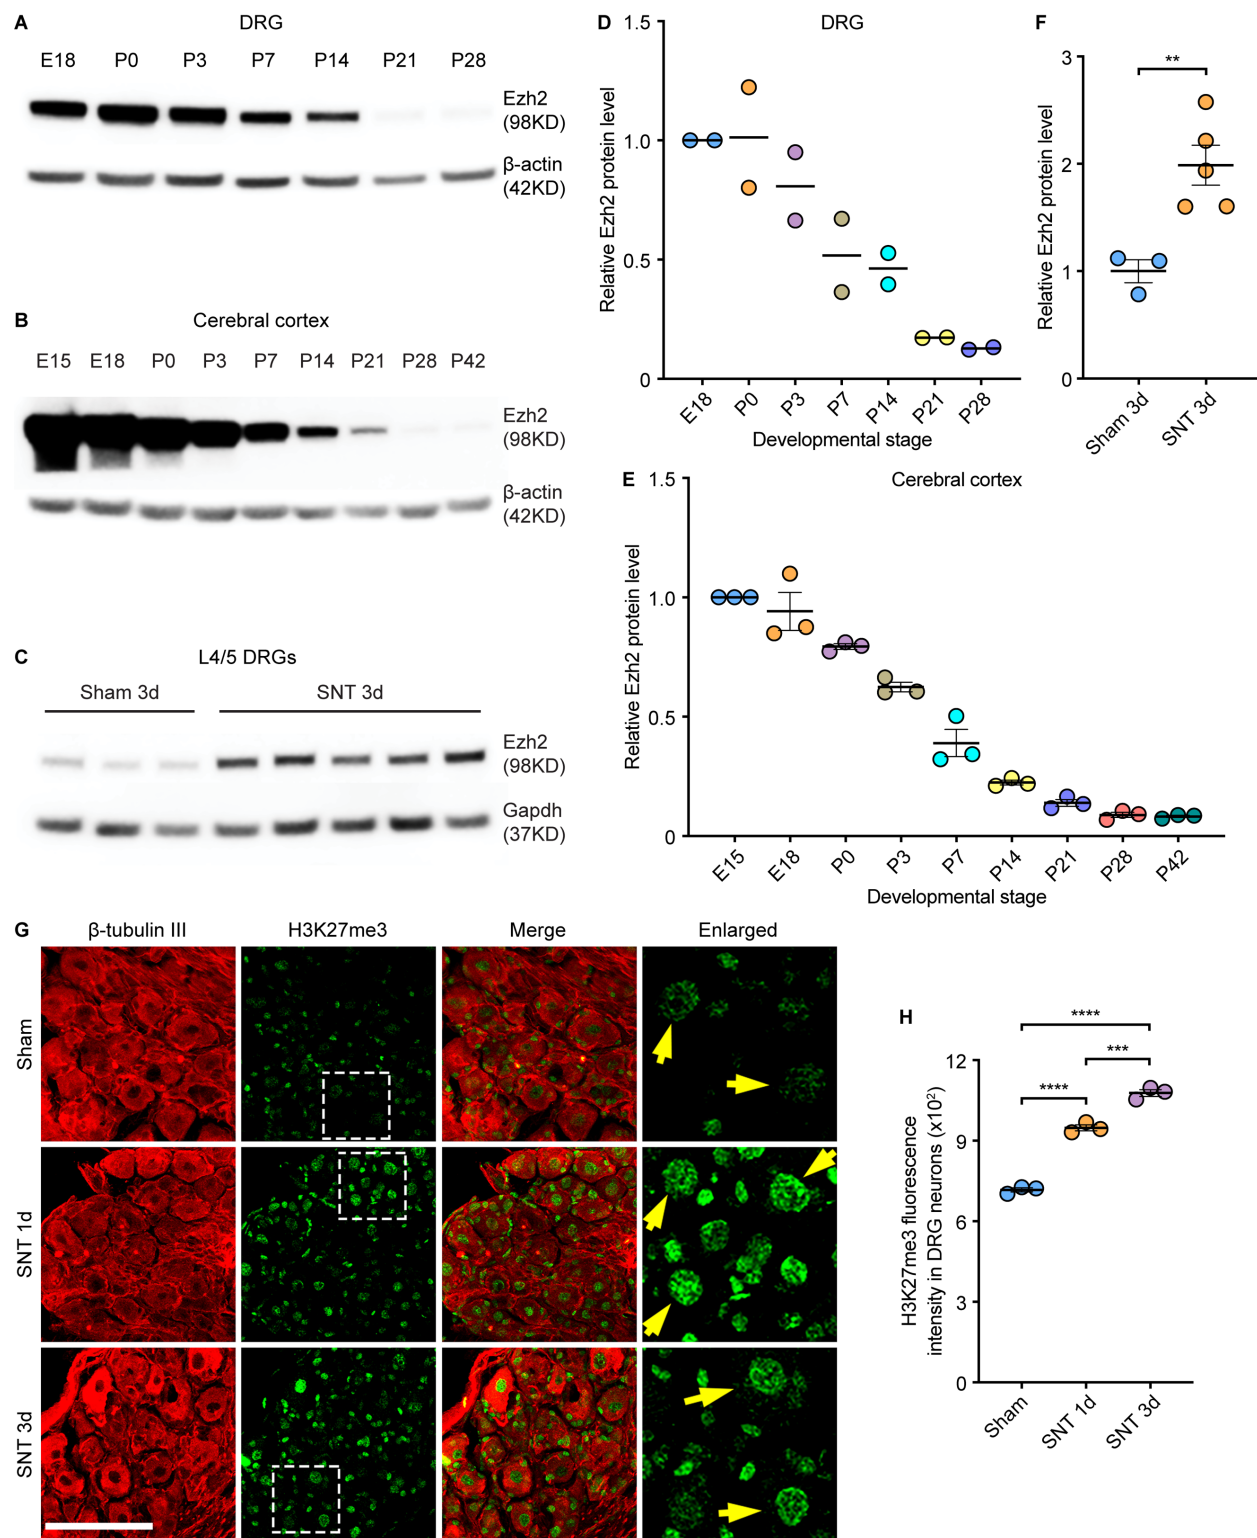 A
DRG
E18 P0 P3 P7 P14 P21 P28
Ezh2
(98KD)
β-actin
(42KD)
B
Cerebral cortex
E15 E18 P0 P3 P7 P14 P21 P28 P42
Ezh2
(98KD)
β-actin
(42KD)
C
L4/5 DRGs
Sham 3d SNT 3d
Ezh2
(98KD)
Gapdh
(37KD)
D
DRG
Relative Ezh2 protein level
1.5
1.0
0.5
0
E18 P0 P3 P7 P14 P21 P28
Developmental stage
E
Cerebral cortex
Relative Ezh2 protein level
1.5
1.0
0.5
0
E15 E18 P0 P3 P7 P14 P21 P28 P42
Developmental stage
F
**
Relative Ezh2 protein level
3
2
1
0
Sham 3d SNT 3d
G
β-tubulin III H3K27me3 Merge Enlarged
Sham
SNT 1d
SNT 3d
H
****
***
****
H3K27me3 fluorescence
intensity in DRG neurons (x10²)
12
9
6
3
0
Sham SNT 1d SNT 3d